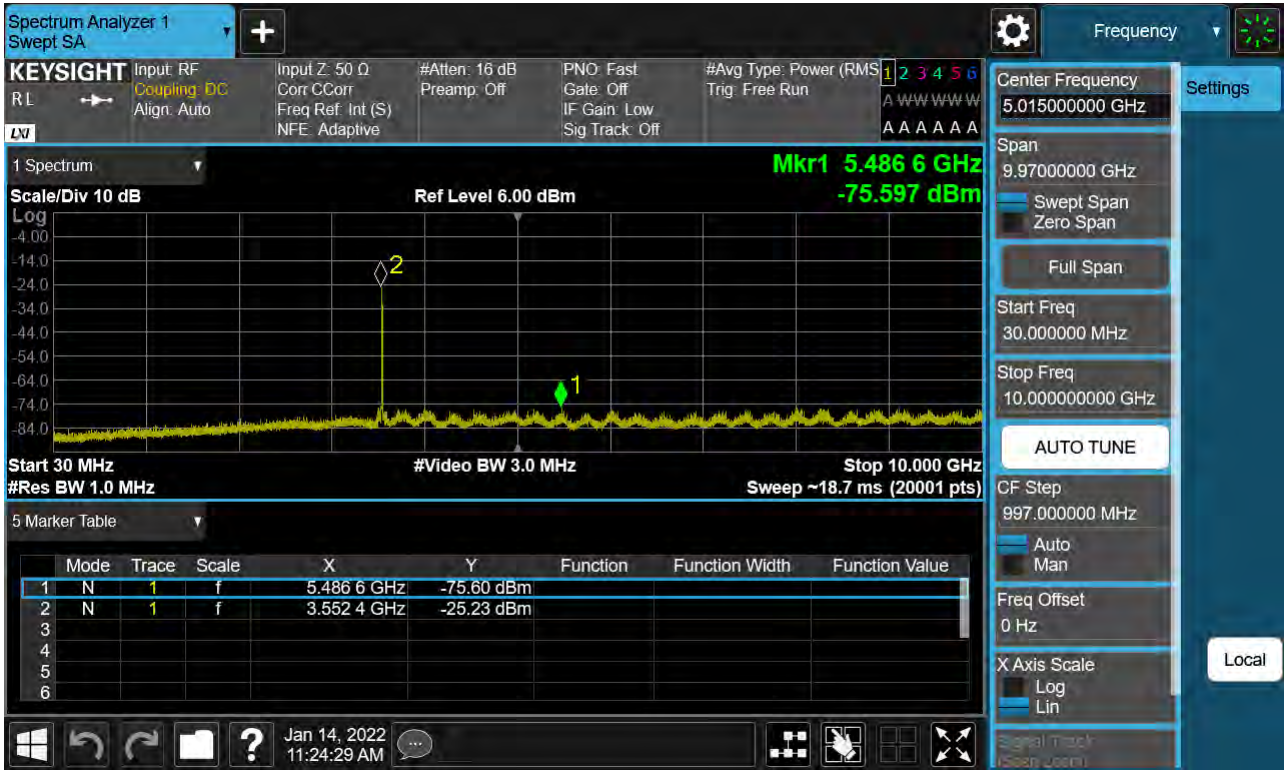 Spectrum Analyzer 1
Swept SA
+
Frequency
KEYSIGHT
RL
LXI
Input: RF
Coupling: DC
Align: Auto
Input Z: 50 Ω
Corr CCorr
Freq Ref: Int (S)
NFE: Adaptive
#Atten: 16 dB
Preamp: Off
PNO: Fast
Gate: Off
IF Gain: Low
Sig Track: Off
#Avg Type: Power (RMS
Trig: Free Run
1 2 3 4 5 6
A W W W W W
A A A A A A
1 Spectrum
Mkr1 5.486 6 GHz
Scale/Div 10 dB
Ref Level 6.00 dBm
-75.597 dBm
Log
-4.00
-14.0
-24.0
-34.0
-44.0
-54.0
-64.0
-74.0
-84.0
2
1
Start 30 MHz
#Video BW 3.0 MHz
Stop 10.000 GHz
#Res BW 1.0 MHz
Sweep ~18.7 ms (20001 pts)
5 Marker Table
Mode Trace Scale X Y Function Function Width Function Value
1 N 1 f 5.486 6 GHz -75.60 dBm
2 N 1 f 3.552 4 GHz -25.23 dBm
3
4
5
6
Jan 14, 2022
11:24:29 AM
?
Center Frequency
5.015000000 GHz
Settings
Span
9.97000000 GHz
Swept Span
Zero Span
Full Span
Start Freq
30.000000 MHz
Stop Freq
10.000000000 GHz
AUTO TUNE
CF Step
997.000000 MHz
Auto
Man
Freq Offset
0 Hz
X Axis Scale
Log
Lin
Local
Signal Track
(Span Zoom)